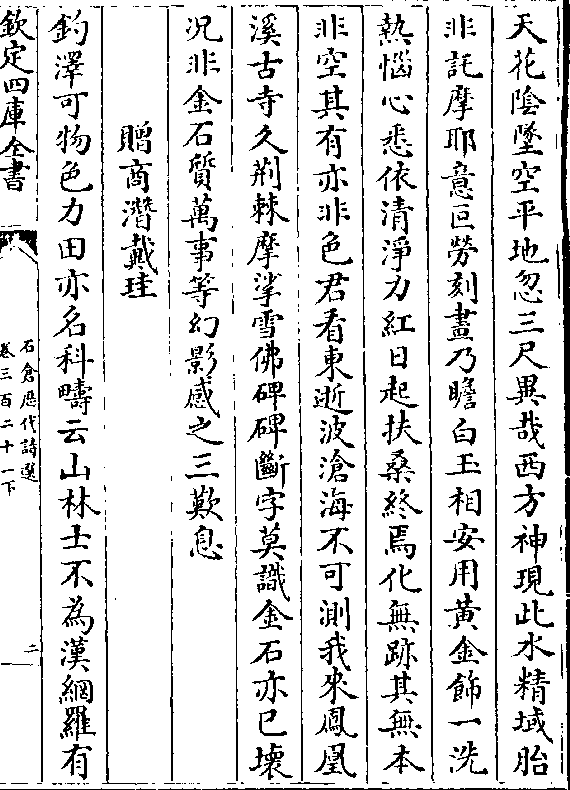 天花陰墜空平地忽三尺異哉西方神現此水精域胎
非託摩耶意叵勞刻畫乃瞻白玉相安用黃金飾一洗
熱惱心悉依清淨力紅日起扶桑終焉化無跡其無本
非空其有亦非色君看東逝波滄海不可測我來鳳凰
溪古寺久荆棘摩挲雪佛碑碑斷字莫識金石亦已壞
况非金石質萬事等幻影感之三歎息
贈商濳戴珪
釣澤可物色力田亦名科疇云山林士不為漢網羅有
欽定四庫全書
石倉歴代詩選
卷三百二十一下
二